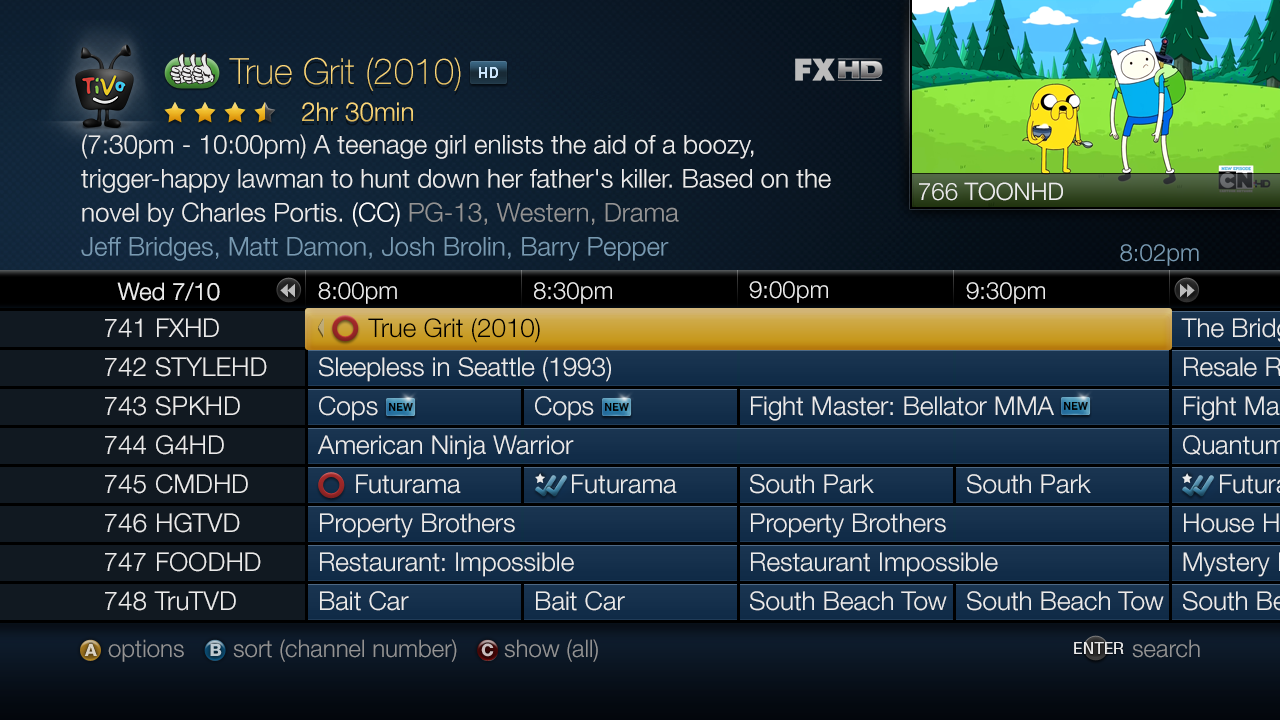 TiVo
True Grit (2010) HD
2hr 30min
FXHD
(7:30pm - 10:00pm) A teenage girl enlists the aid of a boozy,
trigger-happy lawman to hunt down her father's killer. Based on the
novel by Charles Portis. (CC) PG-13, Western, Drama
Jeff Bridges, Matt Damon, Josh Brolin, Barry Pepper
NEW EPISODE
CN HD
766 TOONHD
8:02pm
Wed 7/10 8:00pm 8:30pm 9:00pm 9:30pm
741 FXHD True Grit (2010) The Bridg
742 STYLEHD Sleepless in Seattle (1993) Resale R
743 SPKHD Cops NEW Cops NEW Fight Master: Bellator MMA NEW Fight Ma
744 G4HD American Ninja Warrior Quantum
745 CMDHD Futurama Futurama South Park South Park Futura
746 HGTVD Property Brothers Property Brothers House H
747 FOODHD Restaurant: Impossible Restaurant Impossible Mystery
748 TruTVD Bait Car Bait Car South Beach Tow South Beach Tow South Be
A options B sort (channel number) C show (all) ENTER search